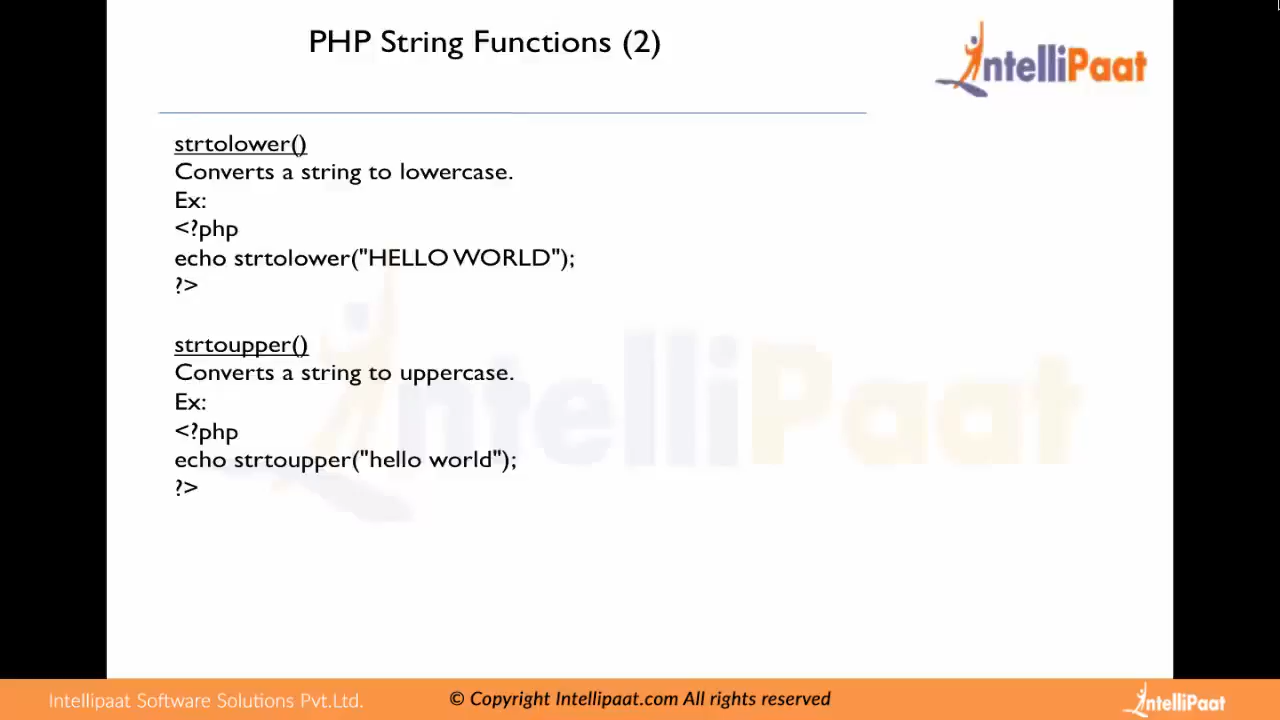 PHP String Functions (2)
IntelliPaat
strtolower()
Converts a string to lowercase.
Ex:
<?php
echo strtolower("HELLO WORLD");
?>
strtoupper()
Converts a string to uppercase.
Ex:
<?php
echo strtoupper("hello world");
?>
IntelliPaat
Intellipaat Software Solutions Pvt.Ltd.
© Copyright Intellipaat.com All rights reserved
IntelliPaat